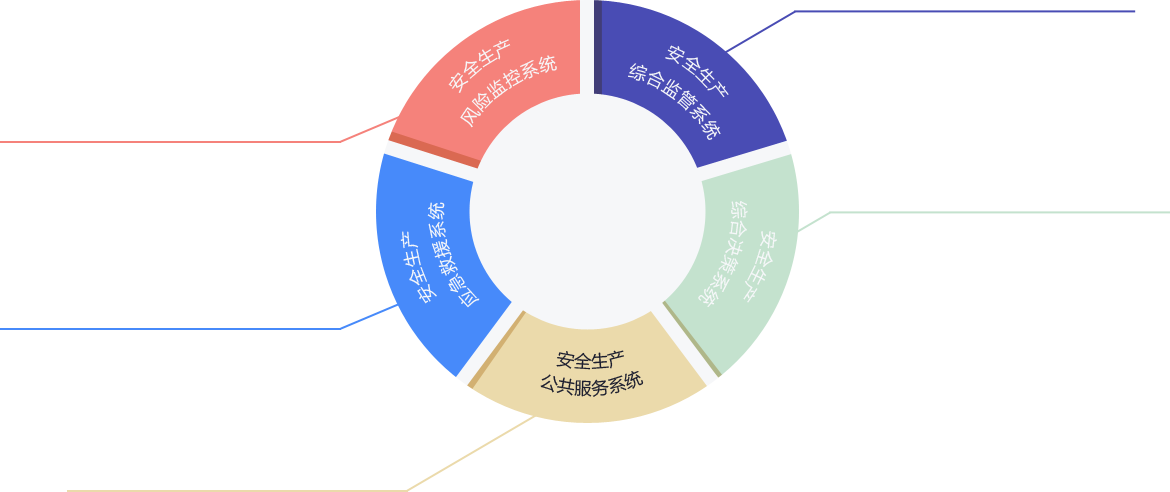 安全生产
风险监控系统
安全生产
综合监管系统
安全生产
应急救援系统
安全生产
综合决策系统
安全生产
公共服务系统